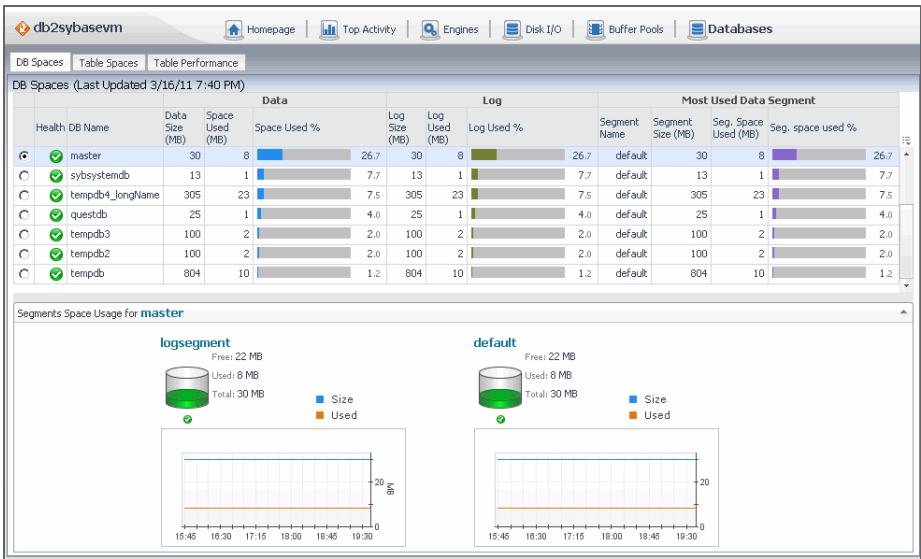 db2sybasevm Homepage Top Activity Engines Disk I/O Buffer Pools Databases
DB Spaces Table Spaces Table Performance
DB Spaces (Last Updated 3/16/11 7:40 PM)
Data Log Most Used Data Segment
Health DB Name Data Size (MB) Space Used (MB) Space Used % Log Size (MB) Log Used (MB) Log Used % Segment Name Segment Size (MB) Seg. Space Used (MB) Seg. space used %
master 30 8 26.7 30 8 26.7 default 30 8 26.7
sybsystemdb 13 1 7.7 13 1 7.7 default 13 1 7.7
tempdb4_longName 305 23 7.5 305 23 7.5 default 305 23 7.5
questdb 25 1 4.0 25 1 4.0 default 25 1 4.0
tempdb3 100 2 2.0 100 2 2.0 default 100 2 2.0
tempdb2 100 2 2.0 100 2 2.0 default 100 2 2.0
tempdb 804 10 1.2 804 10 1.2 default 804 10 1.2
Segments Space Usage for master
logsegment
Free: 22 MB
Used: 8 MB
Total: 30 MB
Size
Used
20
MB
0
15:45 16:30 17:15 18:00 18:45 19:30
default
Free: 22 MB
Used: 8 MB
Total: 30 MB
Size
Used
20
0
15:45 16:30 17:15 18:00 18:45 19:30